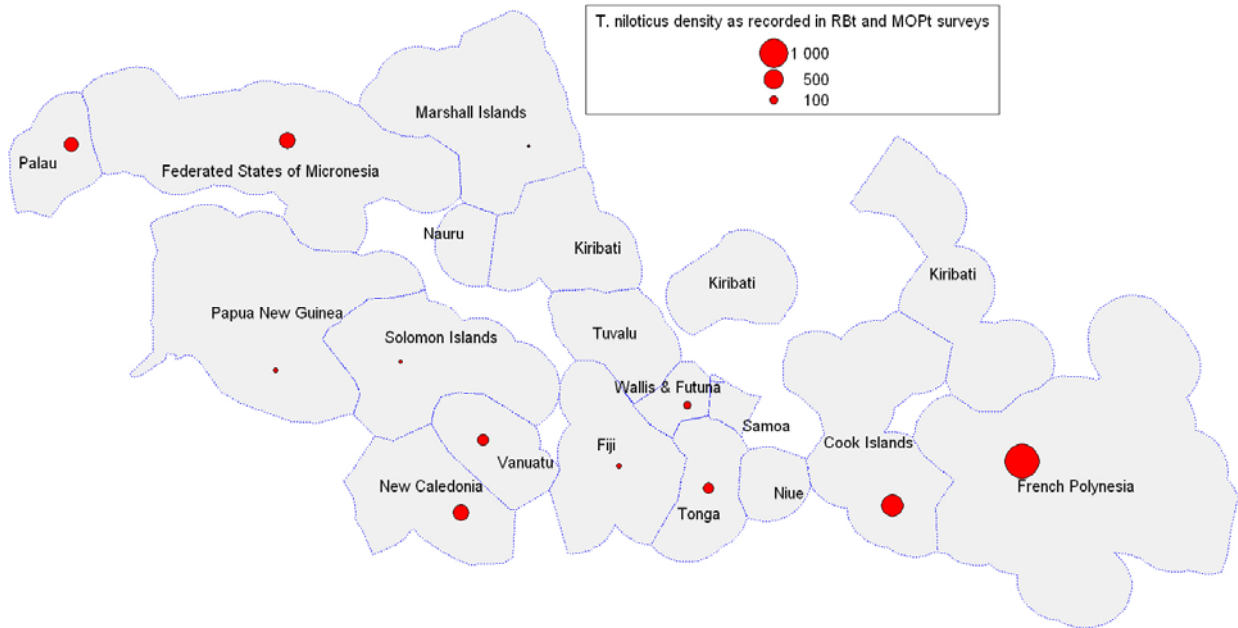 T. niloticus density as recorded in RBt and MOPt surveys
1 000
500
100
Marshall Islands
Palau
Federated States of Micronesia
Nauru
Kiribati
Kiribati
Kiribati
Papua New Guinea
Solomon Islands
Tuvalu
Wallis & Futuna
Samoa
Cook Islands
Fiji
Vanuatu
New Caledonia
Niue
French Polynesia
Tonga